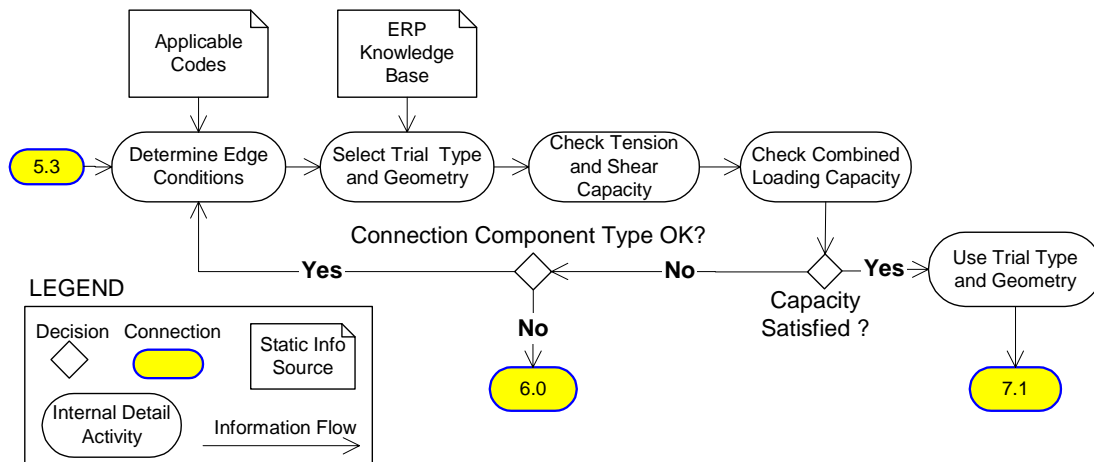 Applicable
Codes
ERP
Knowledge
Base
5.3
Determine Edge
Conditions
Select Trial Type
and Geometry
Check Tension
and Shear
Capacity
Check Combined
Loading Capacity
Connection Component Type OK?
Yes
No
Yes
Use Trial Type
and Geometry
Capacity
Satisfied ?
No
6.0
7.1
LEGEND
Decision
Connection
Static Info
Source
Internal Detail
Activity
Information Flow